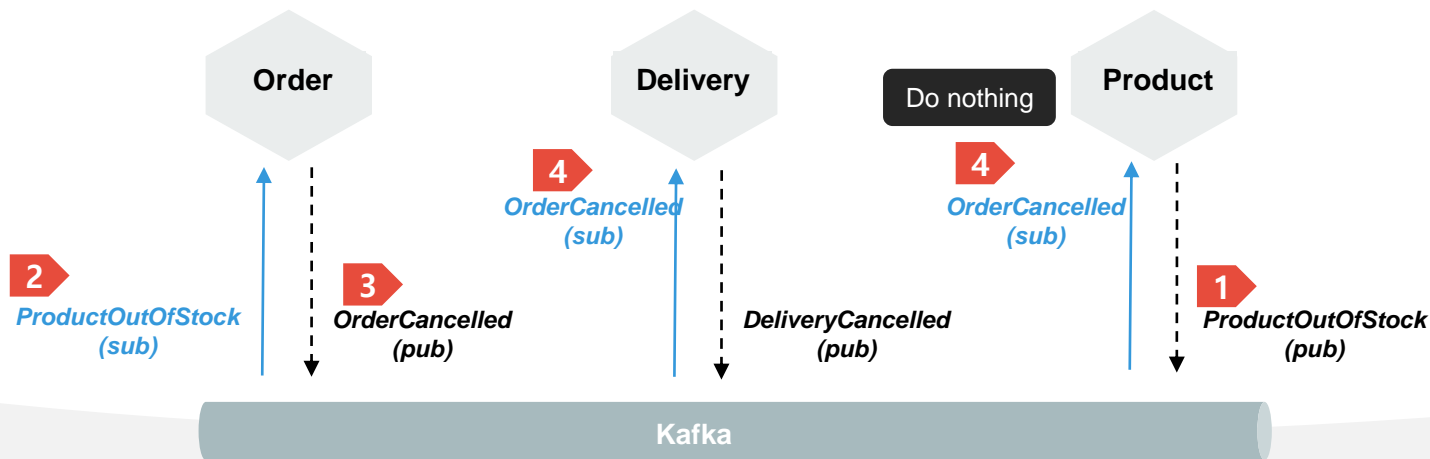 Order
Delivery
Do nothing
Product
4
OrderCancelled
(sub)
4
OrderCancelled
(sub)
2
ProductOutOfStock
(sub)
3
OrderCancelled
(pub)
DeliveryCancelled
(pub)
1
ProductOutOfStock
(pub)
Kafka